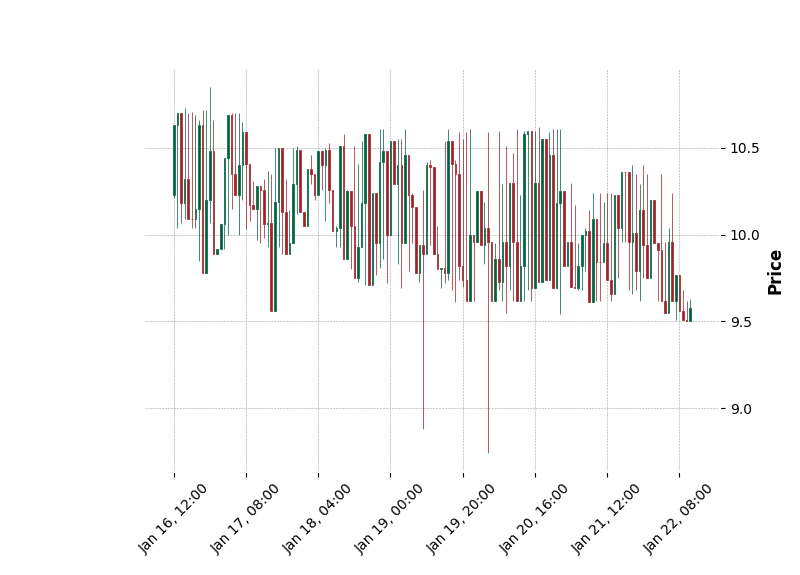 10.5
10.0
9.5
9.0
Price
Jan 16, 12:00
Jan 17, 08:00
Jan 18, 04:00
Jan 19, 00:00
Jan 19, 20:00
Jan 20, 16:00
Jan 21, 12:00
Jan 22, 08:00